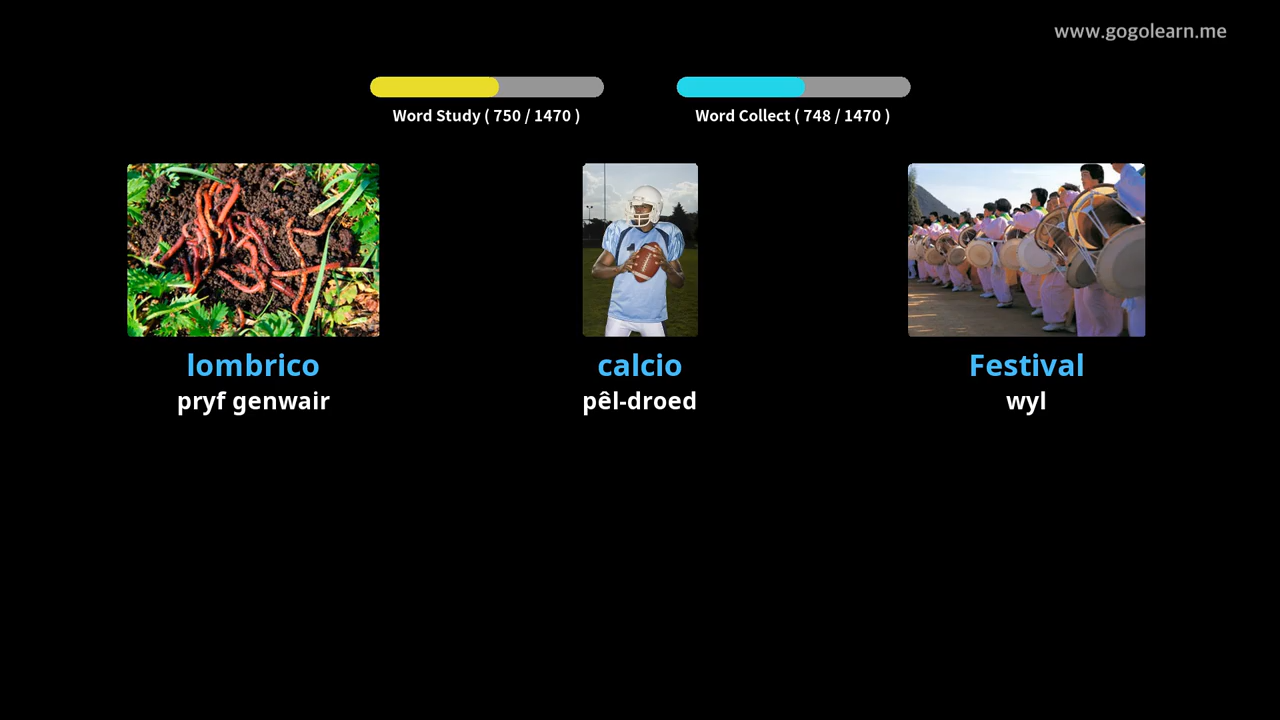 www.gogolearn.me
Word Study ( 750 / 1470 )
Word Collect ( 748 / 1470 )
lombrico
calcio
Festival
pryf genwair
pêl-droed
wyl